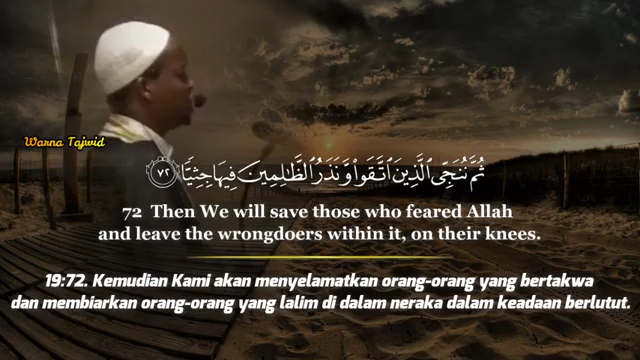 Warna Tajwid
ثُمَّ نُنَجِّى ٱلَّذِينَ ٱتَّقَوا۟ وَّنَذَرُ ٱلظَّٰلِمِينَ فِيهَا جِثِيًّا ٧٢
72 Then We will save those who feared Allah
and leave the wrongdoers within it, on their knees.
19:72. Kemudian Kami akan menyelamatkan orang-orang yang bertakwa
dan membiarkan orang-orang yang lalim di dalam neraka dalam keadaan berlutut.